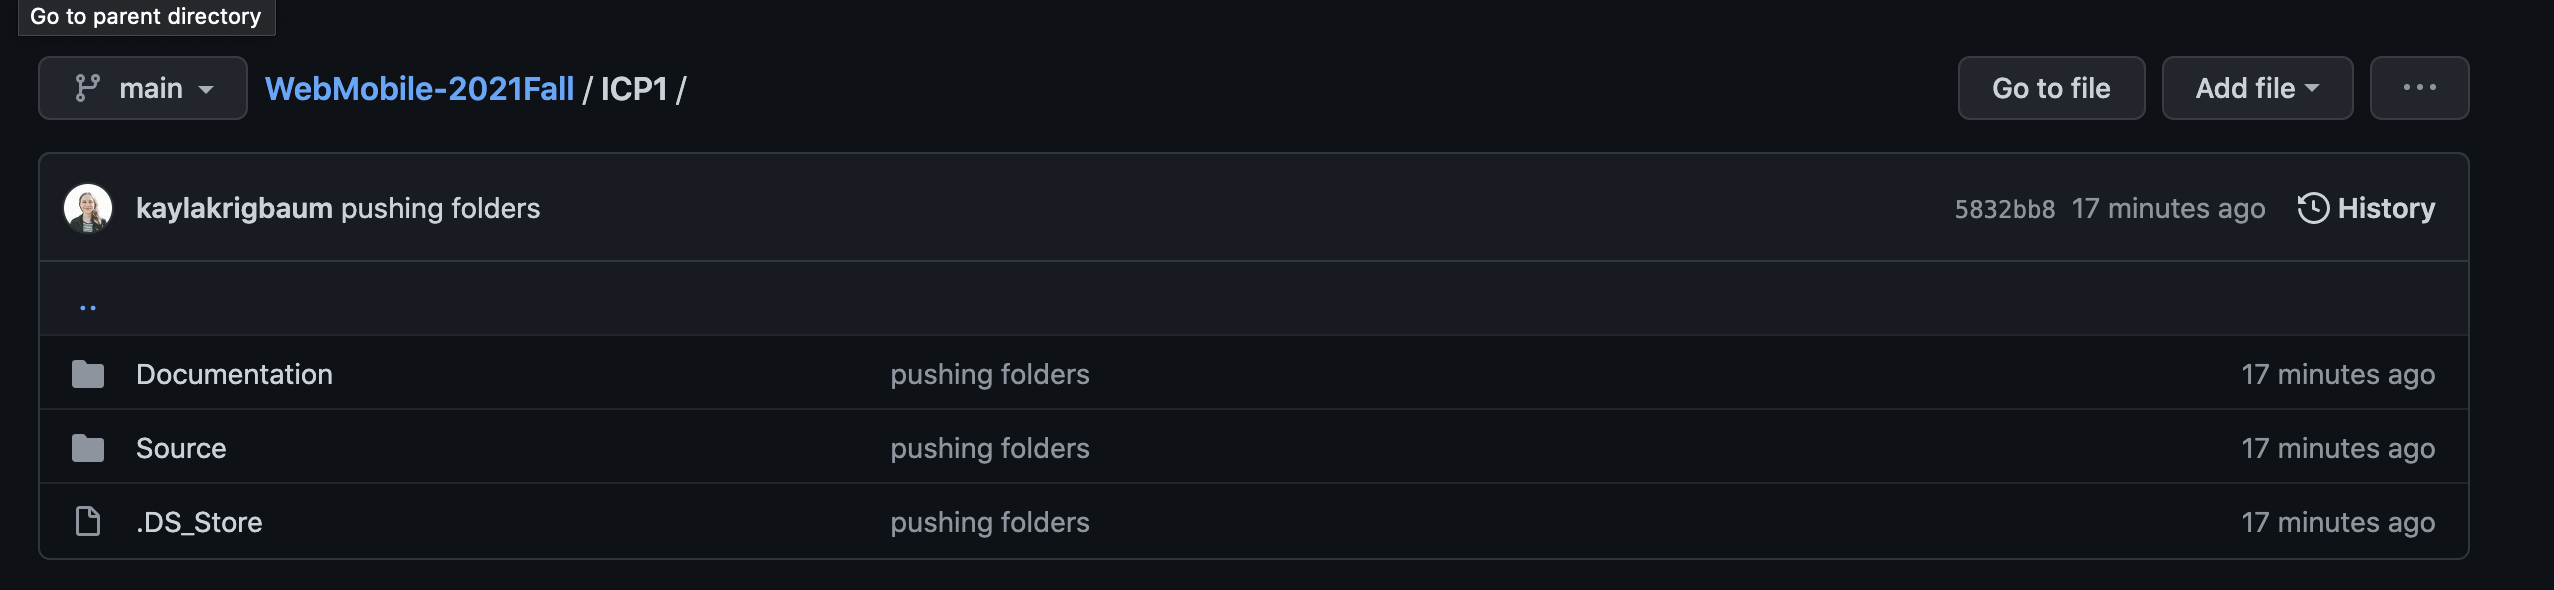 Go to parent directory
main WebMobile-2021Fall / ICP1 / Go to file Add file ...
kaylakrigbaum pushing folders 5832bb8 17 minutes ago History
..
Documentation pushing folders 17 minutes ago
Source pushing folders 17 minutes ago
.DS_Store pushing folders 17 minutes ago